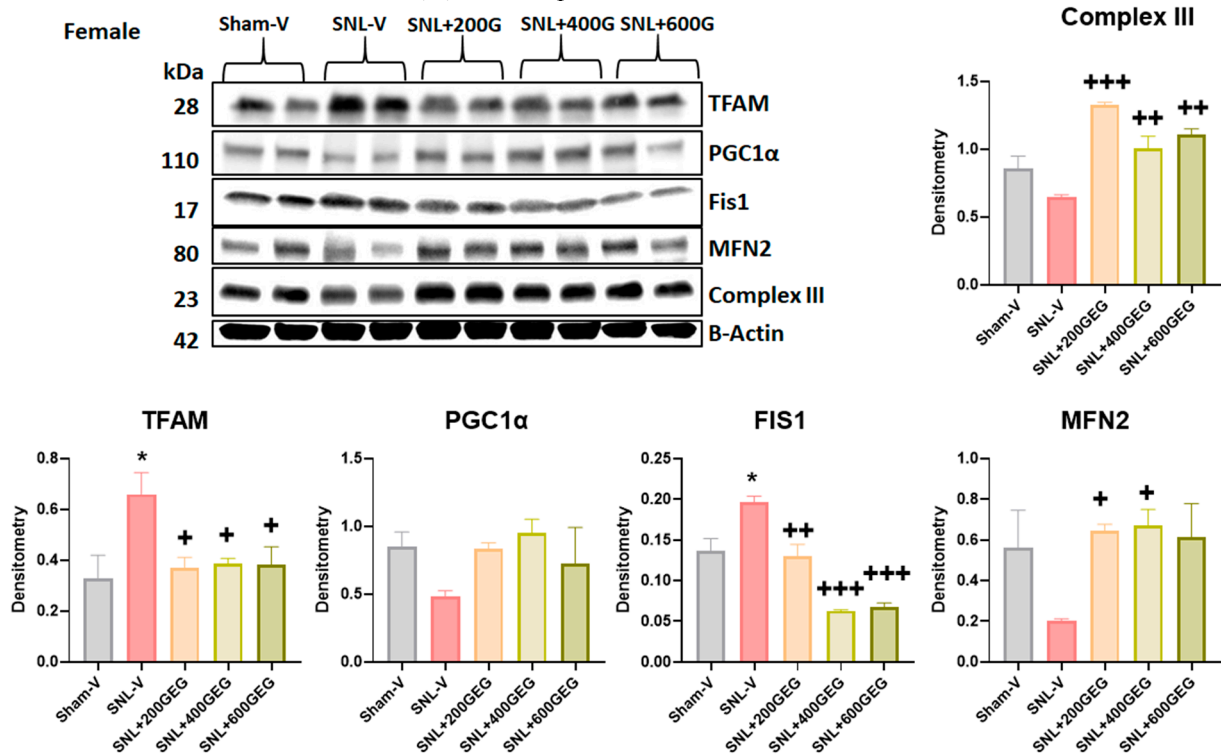 Female
Sham-V SNL-V SNL+200G SNL+400G SNL+600G
kDa
28 TFAM
110 PGC1α
17 Fis1
80 MFN2
23 Complex III
42 B-Actin
Complex III
Densitometry
1.5
+++
++
++
1.0
0.5
0.0
Sham-V
SNL-V
SNL+200GEG
SNL+400GEG
SNL+600GEG
TFAM
Densitometry
0.8
*
0.6
+
+
+
0.4
0.2
0.0
Sham-V
SNL-V
SNL+200GEG
SNL+400GEG
SNL+600GEG
PGC1α
Densitometry
1.5
1.0
0.5
0.0
Sham-V
SNL-V
SNL+200GEG
SNL+400GEG
SNL+600GEG
FIS1
Densitometry
0.25
*
0.20
++
0.15
+++
+++
0.10
0.05
0.00
Sham-V
SNL-V
SNL+200GEG
SNL+400GEG
SNL+600GEG
MFN2
Densitometry
1.0
0.8
+
+
0.6
0.4
0.2
0.0
Sham-V
SNL-V
SNL+200GEG
SNL+400GEG
SNL+600GEG